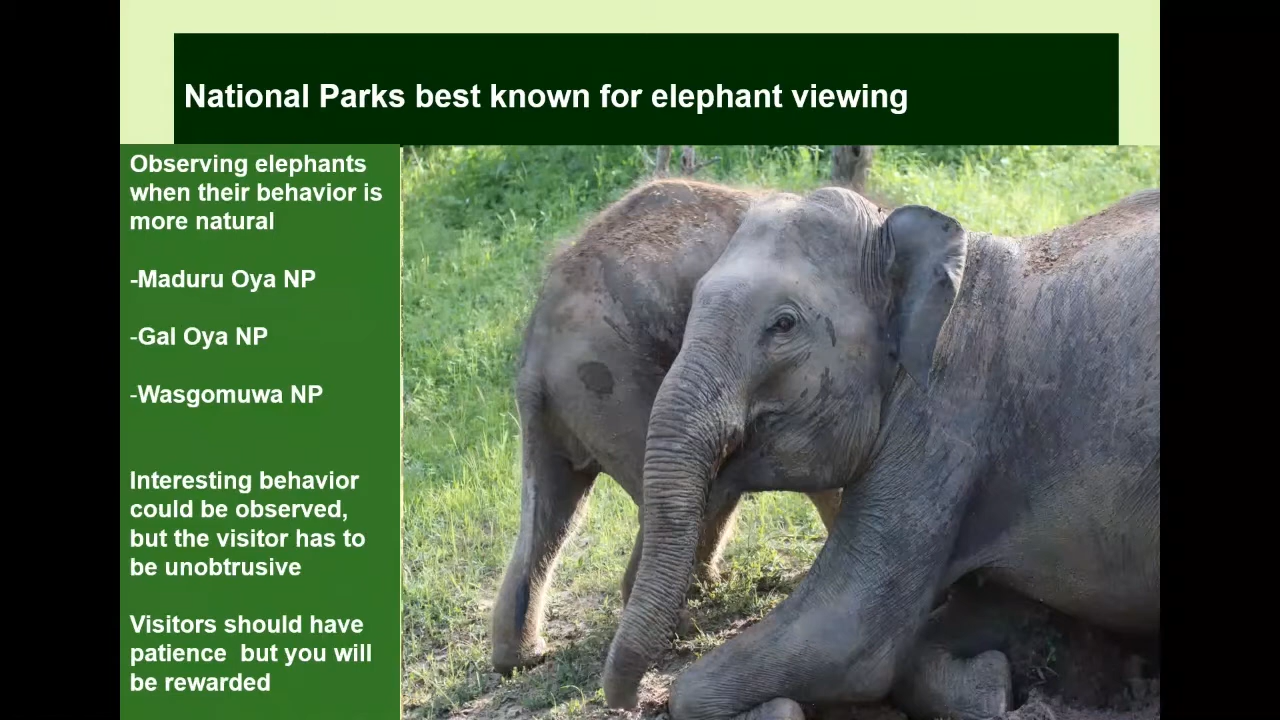 National Parks best known for elephant viewing
Observing elephants
when their behavior is
more natural
-Maduru Oya NP
-Gal Oya NP
-Wasgomuwa NP
Interesting behavior
could be observed,
but the visitor has to
be unobtrusive
Visitors should have
patience  but you will
be rewarded